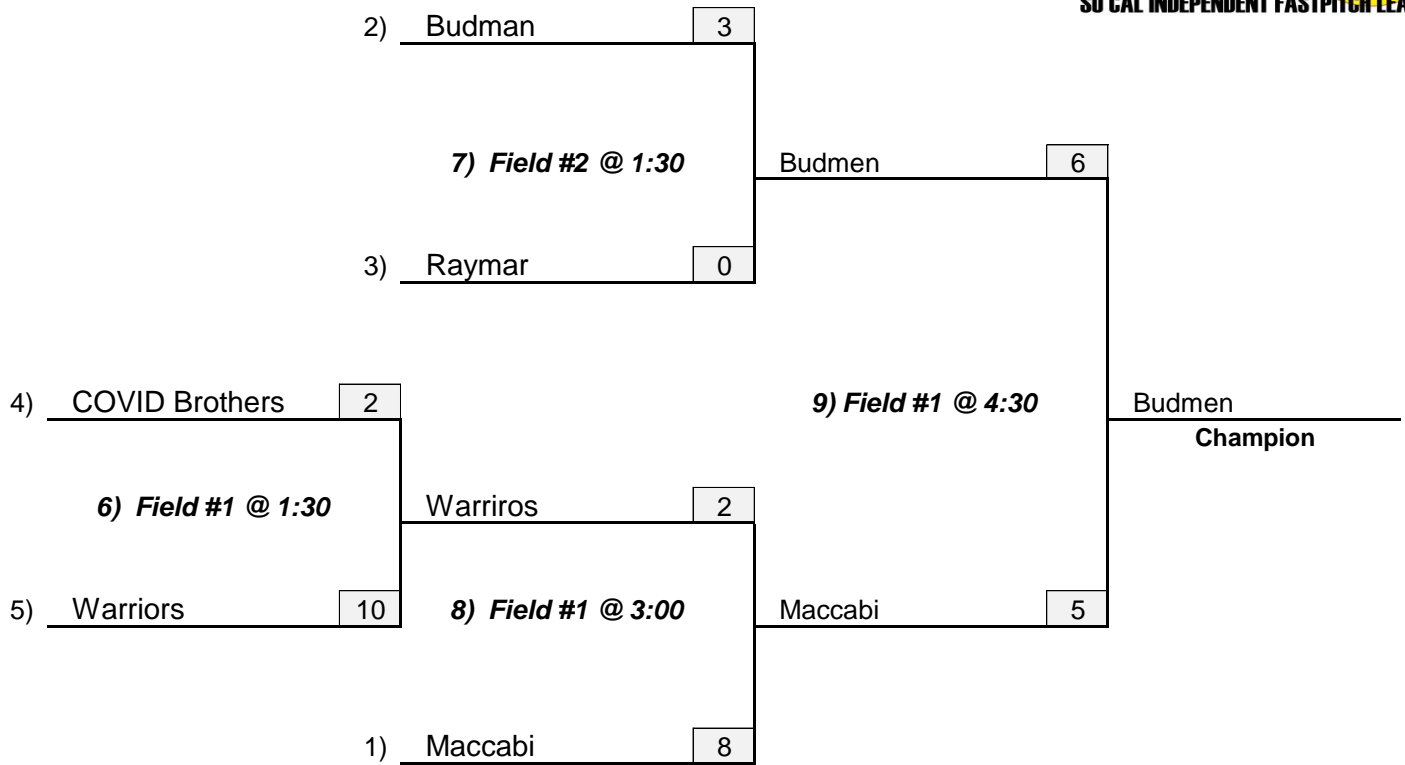 SO CAL INDEPENDENT FASTPITCH
2) Budman 3
7) Field #2 @ 1:30 Budmen 6
3) Raymar 0
4) COVID Brothers 2 9) Field #1 @ 4:30 Budmen
Champion
6) Field #1 @ 1:30 Warriros 2
5) Warriors 10 8) Field #1 @ 3:00 Maccabi 5
1) Maccabi 8